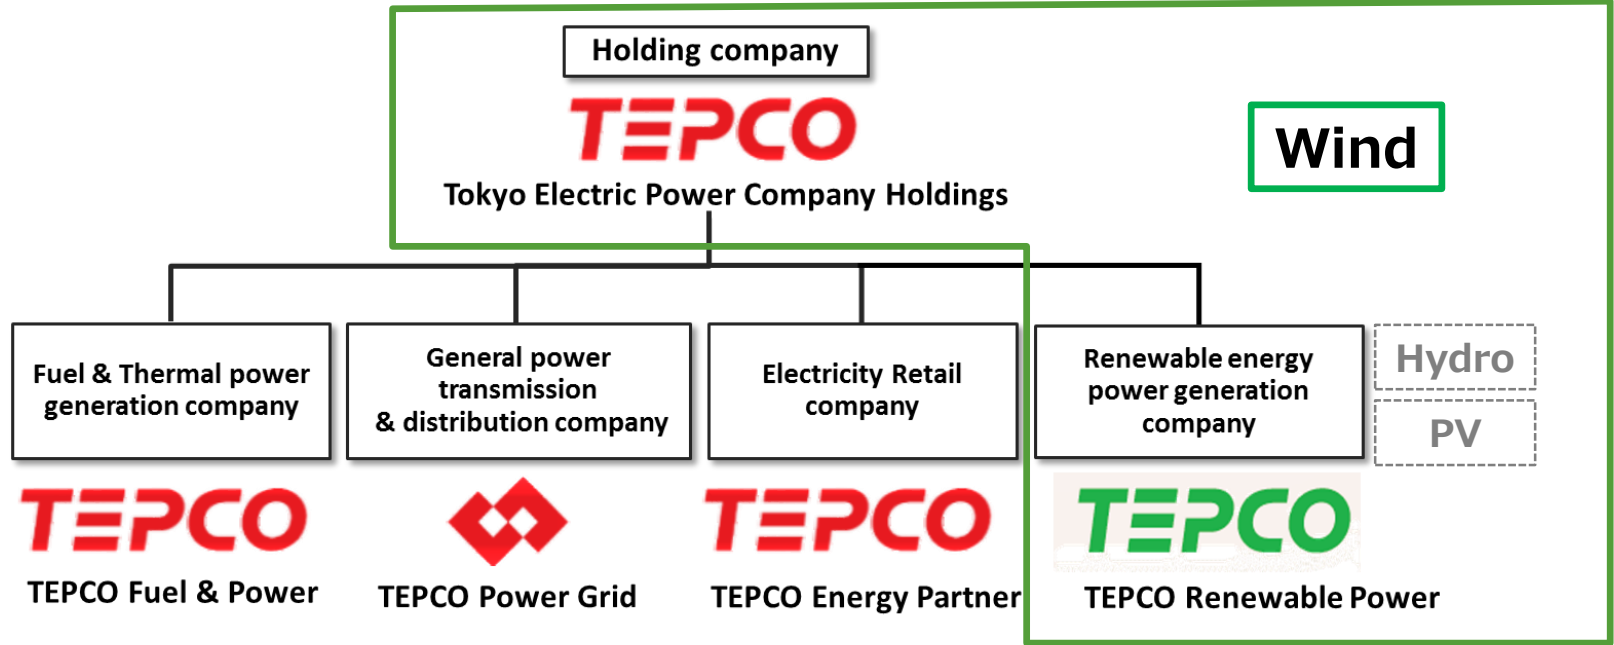 Holding company
TEPCO
Tokyo Electric Power Company Holdings
Wind
Fuel & Thermal power
generation company
General power
transmission
& distribution company
Electricity Retail
company
Renewable energy
power generation
company
Hydro
PV
TEPCO
TEPCO
TEPCO
TEPCO Fuel & Power
TEPCO Power Grid
TEPCO Energy Partner
TEPCO Renewable Power